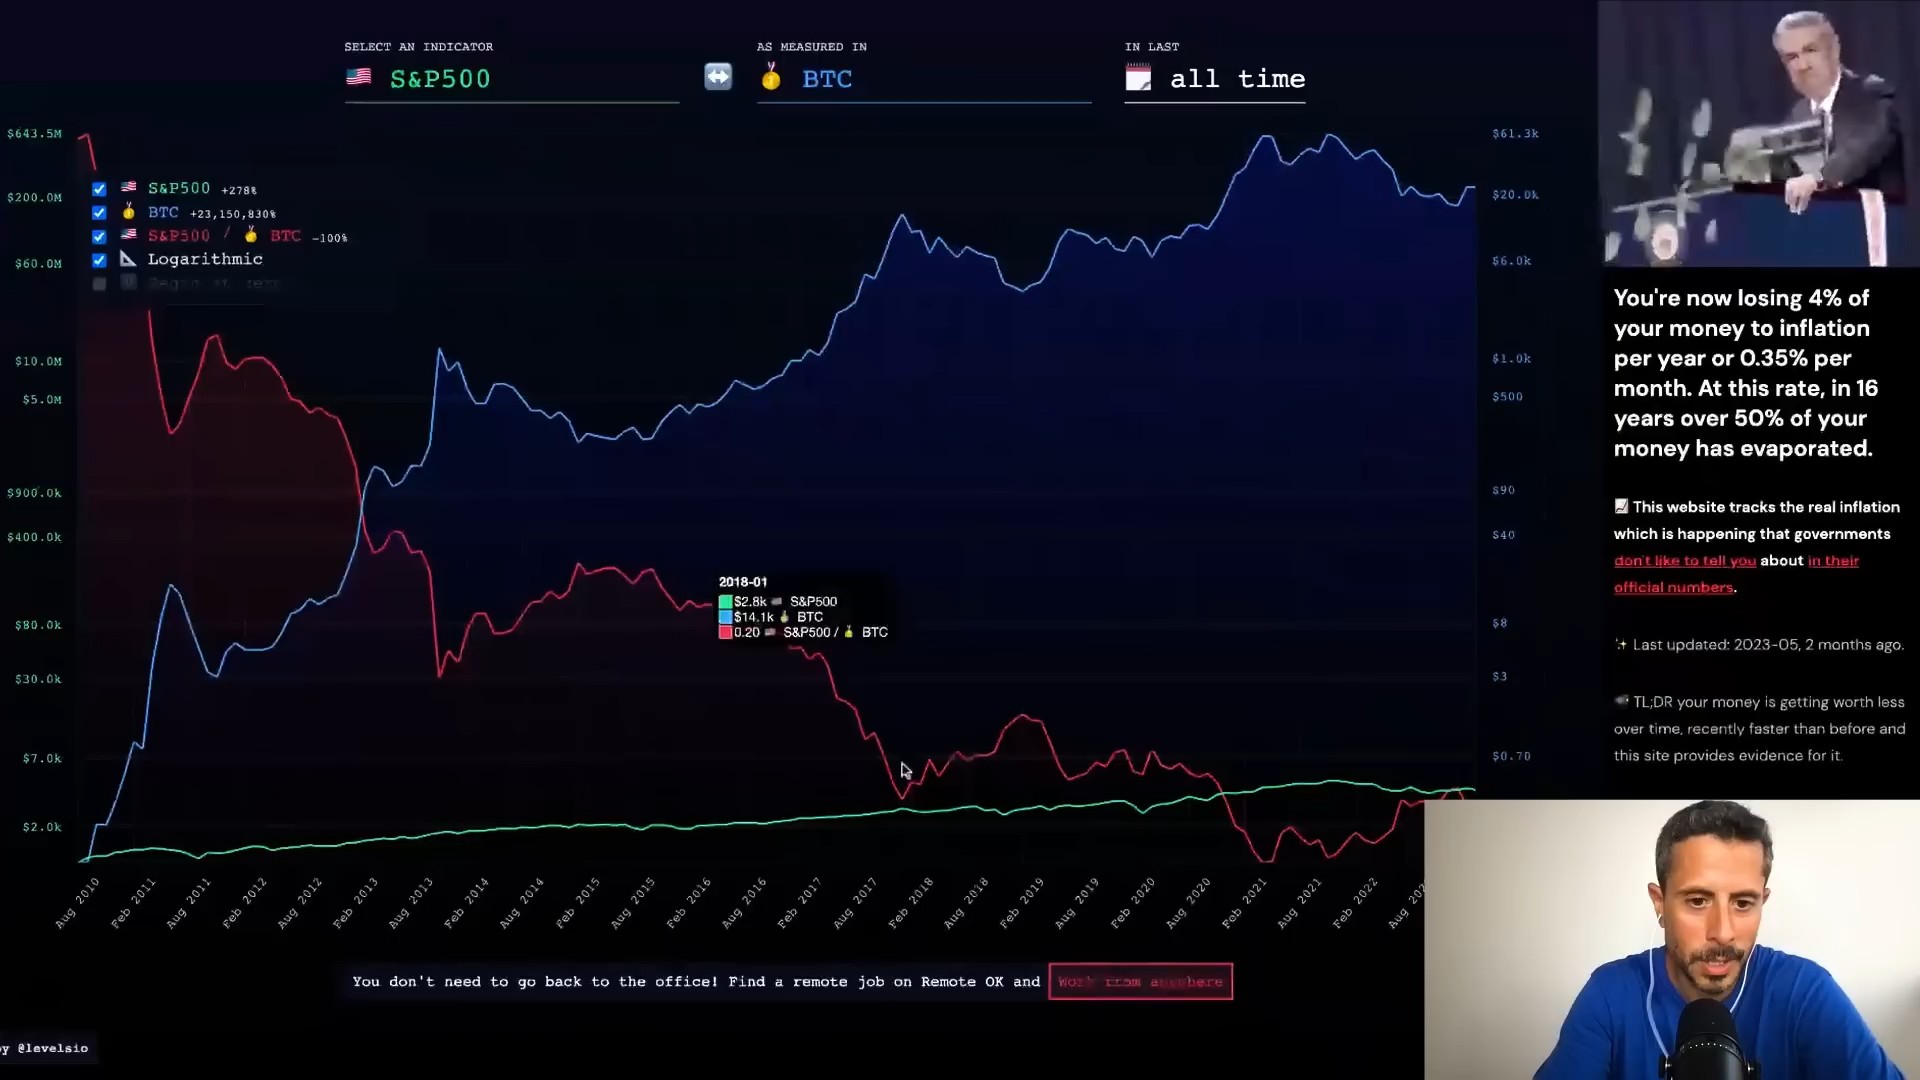 SELECT AN INDICATOR
S&P500
AS MEASURED IN
BTC
IN LAST
all time
$643.5M
$200.0M
$60.0M
$10.0M
$5.0M
$900.0k
$400.0k
$80.0k
$30.0k
$7.0k
$2.0k
S&P500 +278%
BTC +23,150,830%
S&P500 / BTC -100%
Logarithmic
2018-01
$2.8k S&P500
$14.1k BTC
0.20 S&P500 / BTC
$61.3k
$20.0k
$6.0k
$1.0k
$500
$90
$40
$8
$3
$0.70
Aug 2010
Feb 2011
Aug 2011
Feb 2012
Aug 2012
Feb 2013
Aug 2013
Feb 2014
Aug 2014
Feb 2015
Aug 2015
Feb 2016
Aug 2016
Feb 2017
Aug 2017
Feb 2018
Aug 2018
Feb 2019
Aug 2019
Feb 2020
Aug 2020
Feb 2021
Aug 2021
Feb 2022
Aug 20
You're now losing 4% of
your money to inflation
per year or 0.35% per
month. At this rate, in 16
years over 50% of your
money has evaporated.
This website tracks the real inflation
which is happening that governments
don't like to tell you about in their
official numbers.
Last updated: 2023-05, 2 months ago.
TL;DR your money is getting worth less
over time, recently faster than before and
this site provides evidence for it.
You don't need to go back to the office! Find a remote job on Remote OK and Work from anywhere
by @levelsio